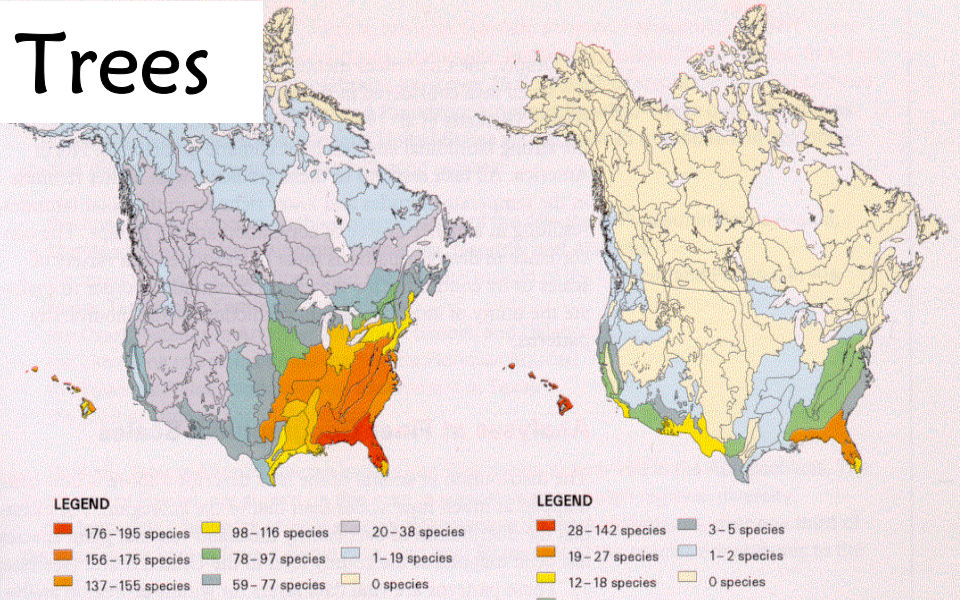 Trees
LEGEND
176–195 species
156–175 species
137–155 species
98–116 species
78–97 species
59–77 species
20–38 species
1–19 species
0 species
LEGEND
28–142 species
19–27 species
12–18 species
3–5 species
1–2 species
0 species